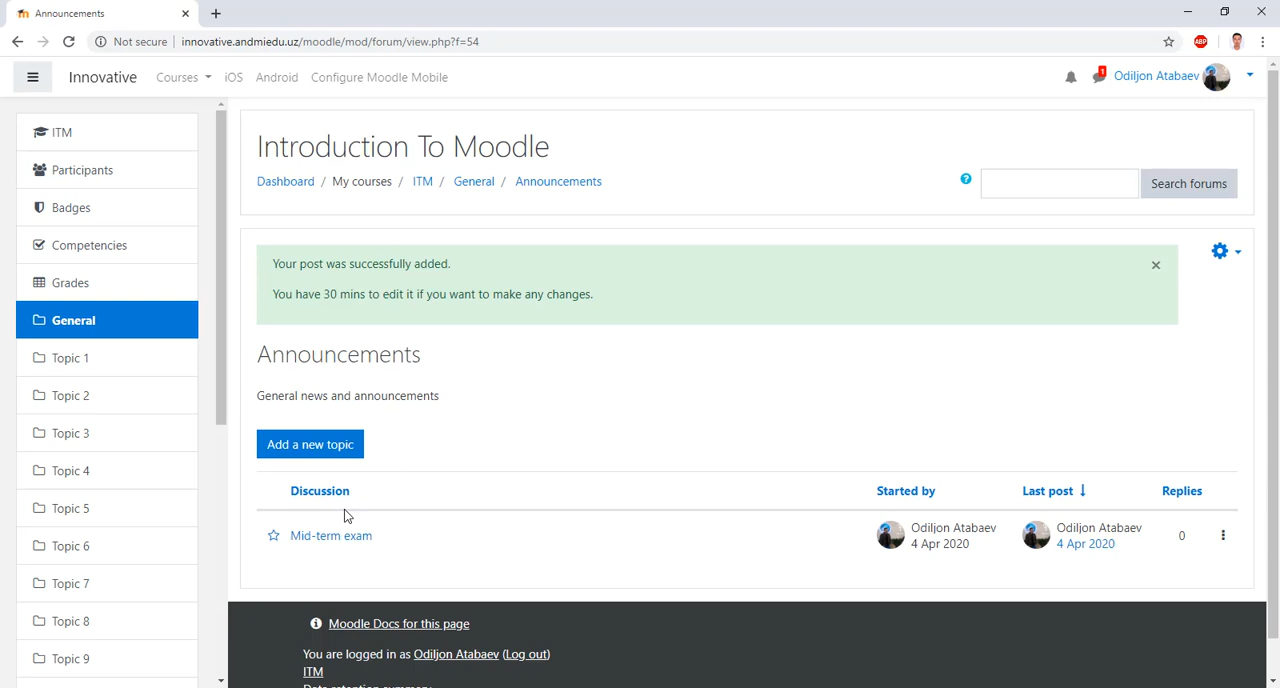 Announcements
Not secure
innovative.andmiedu.uz/moodle/mod/forum/view.php?f=54
ABP
Innovative
Courses
iOS
Android
Configure Moodle Mobile
1
Odiljon Atabaev
ITM
Participants
Badges
Competencies
Grades
General
Topic 1
Topic 2
Topic 3
Topic 4
Topic 5
Topic 6
Topic 7
Topic 8
Topic 9
Introduction To Moodle
Dashboard / My courses / ITM / General / Announcements
Search forums
Your post was successfully added.
You have 30 mins to edit it if you want to make any changes.
Announcements
General news and announcements
Add a new topic
Discussion Started by Last post ↓ Replies
Mid-term exam Odiljon Atabaev Odiljon Atabaev 0
4 Apr 2020 4 Apr 2020
Moodle Docs for this page
You are logged in as Odiljon Atabaev (Log out)
ITM
Data retention summary